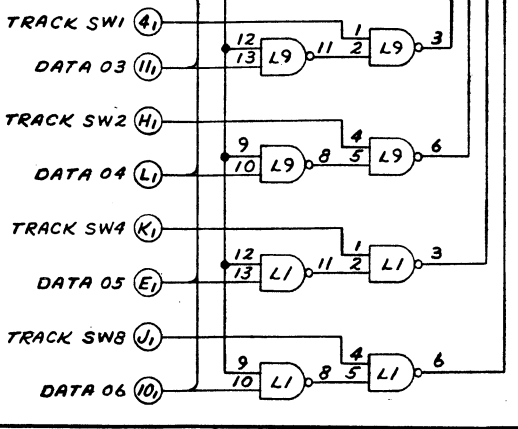 TRACK SW1 4₁ 1 3
12 11 2 L9
DATA 03 11₁ 13 L9
TRACK SW2 H₁ 4 6
9 8 5 L9
DATA 04 L₁ 10 L9
TRACK SW4 K₁ 1 3
12 11 2 L1
DATA 05 E₁ 13 L1
TRACK SW8 J₁ 4 6
9 8 5 L1
DATA 06 10₁ 10 L1